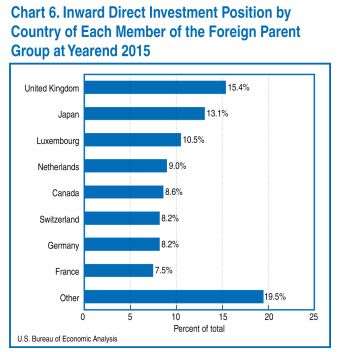 Chart 6. Inward Direct Investment Position by
Country of Each Member of the Foreign Parent
Group at Yearend 2015
United Kingdom 15.4%
Japan 13.1%
Luxembourg 10.5%
Netherlands 9.0%
Canada 8.6%
Switzerland 8.2%
Germany 8.2%
France 7.5%
Other 19.5%
0 5 10 15 20 25
Percent of total
U.S. Bureau of Economic Analysis